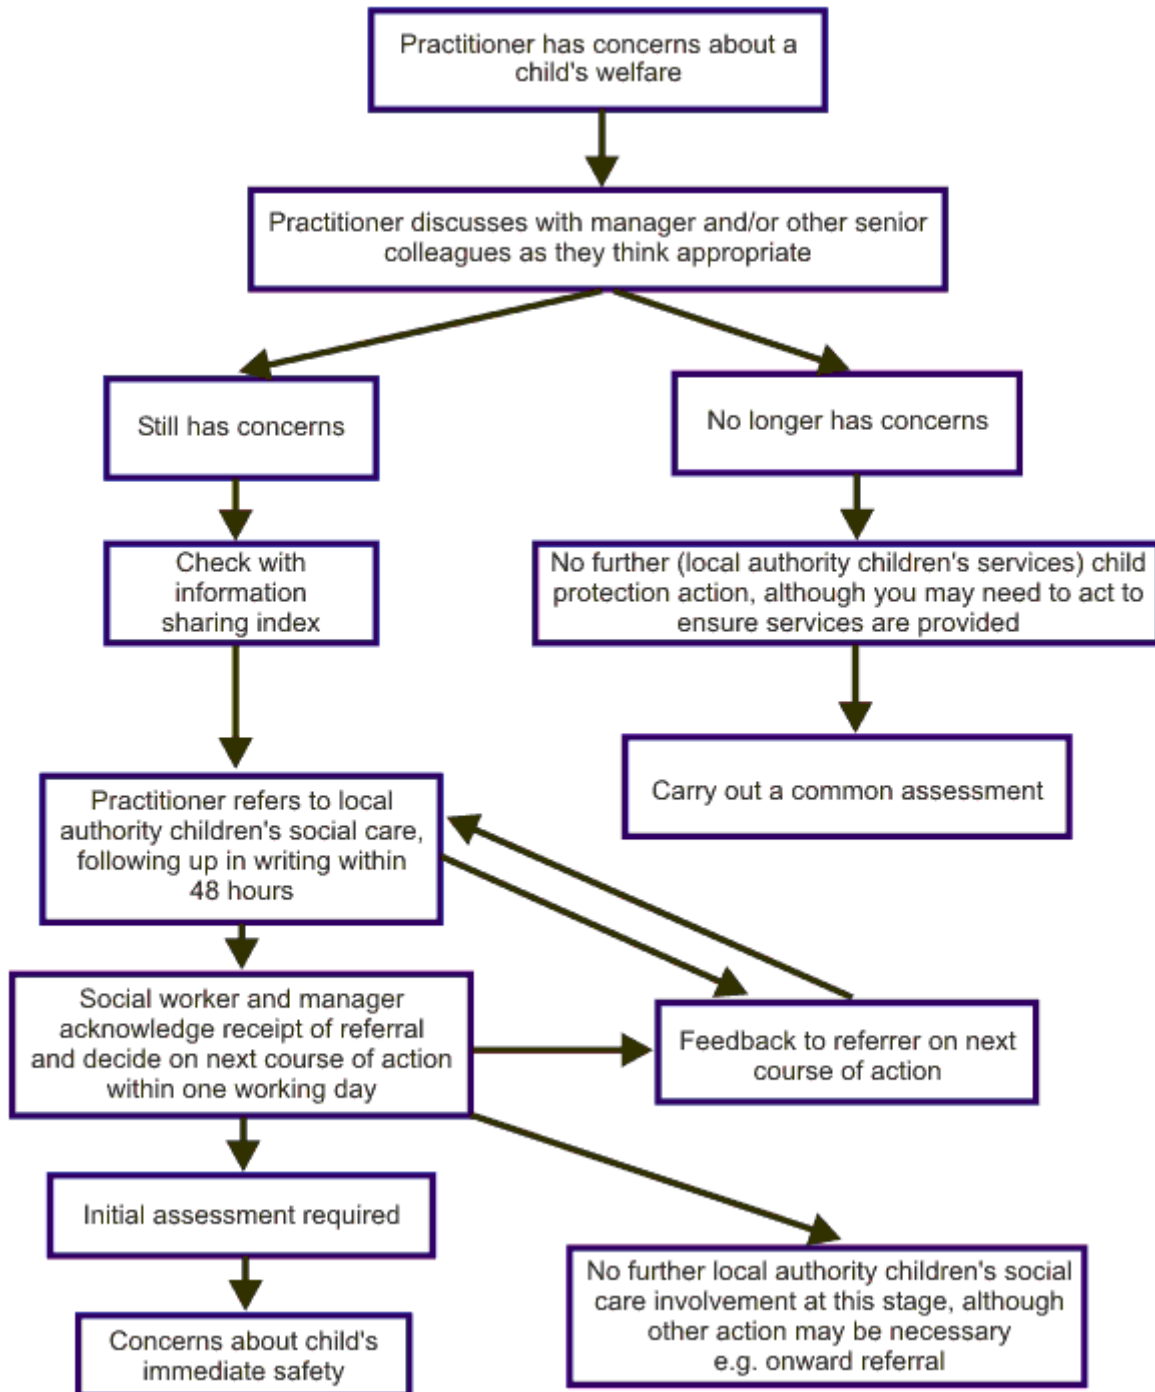 Practitioner has concerns about a
child's welfare
Practitioner discusses with manager and/or other senior
colleagues as they think appropriate
Still has concerns
No longer has concerns
Check with
information
sharing index
No further (local authority children's services) child
protection action, although you may need to act to
ensure services are provided
Carry out a common assessment
Practitioner refers to local
authority children's social care,
following up in writing within
48 hours
Social worker and manager
acknowledge receipt of referral
and decide on next course of action
within one working day
Feedback to referrer on next
course of action
Initial assessment required
No further local authority children's social
care involvement at this stage, although
other action may be necessary
e.g. onward referral
Concerns about child's
immediate safety